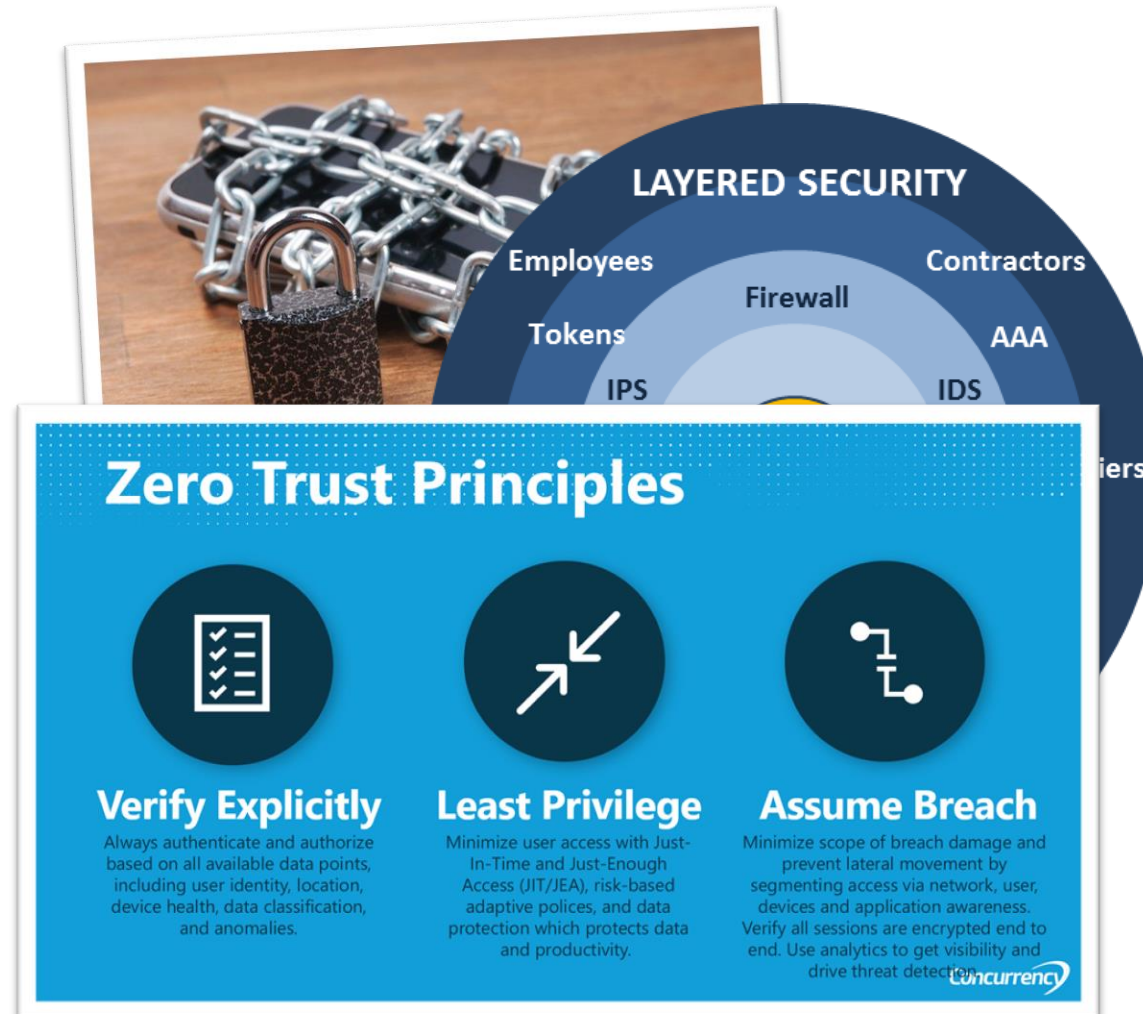 LAYERED SECURITY
Employees
Contractors
Firewall
Tokens
AAA
IPS
IDS
iers
Zero Trust Principles
Verify Explicitly
Always authenticate and authorize
based on all available data points,
including user identity, location,
device health, data classification,
and anomalies.
Least Privilege
Minimize user access with Just-
In-Time and Just-Enough
Access (JIT/JEA), risk-based
adaptive polices, and data
protection which protects data
and productivity.
Assume Breach
Minimize scope of breach damage and
prevent lateral movement by
segmenting access via network, user,
devices and application awareness.
Verify all sessions are encrypted end to
end. Use analytics to get visibility and
drive threat detection.
Concurrency